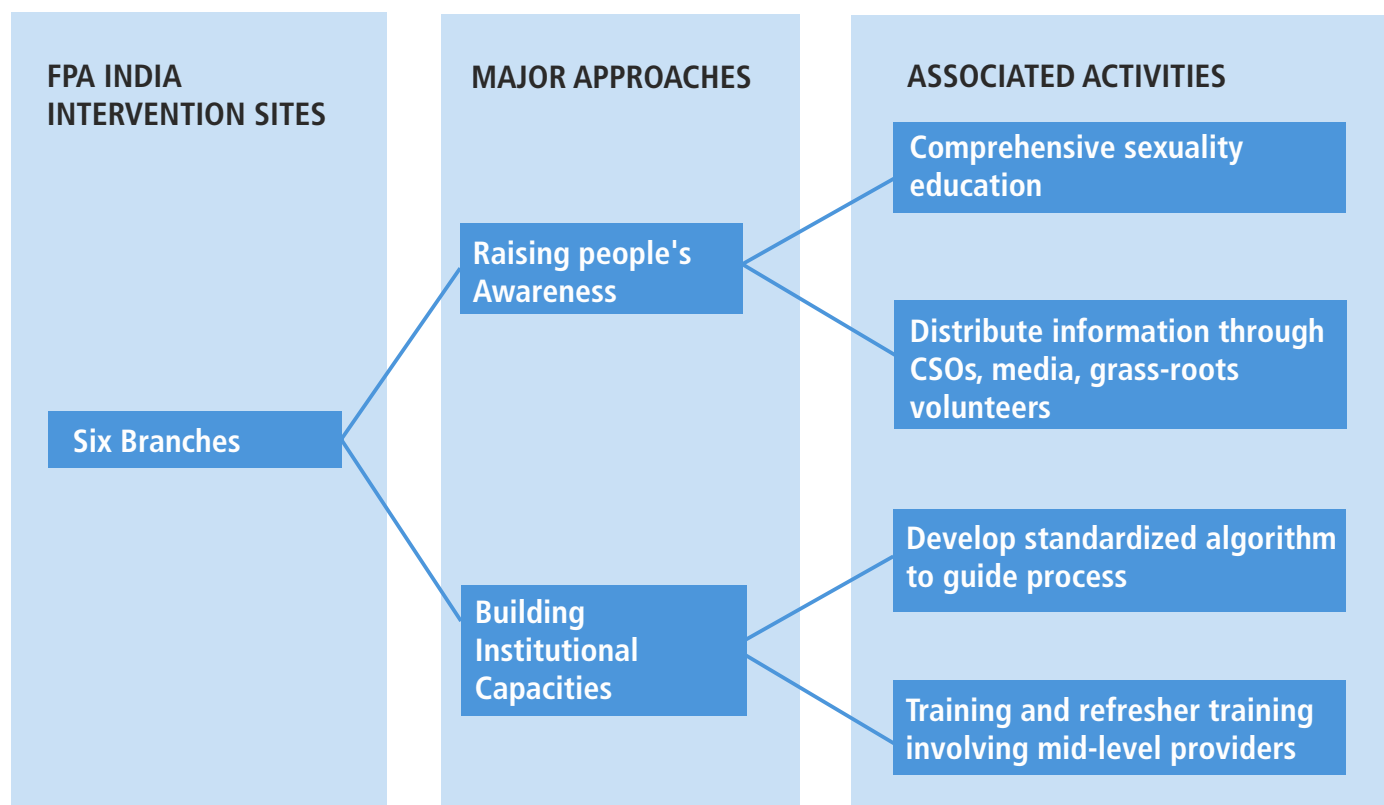 FPA INDIA
INTERVENTION SITES
MAJOR APPROACHES
ASSOCIATED ACTIVITIES
Six Branches
Raising people's
Awareness
Building
Institutional
Capacities
Comprehensive sexuality
education
Distribute information through
CSOs, media, grass-roots
volunteers
Develop standardized algorithm
to guide process
Training and refresher training
involving mid-level providers